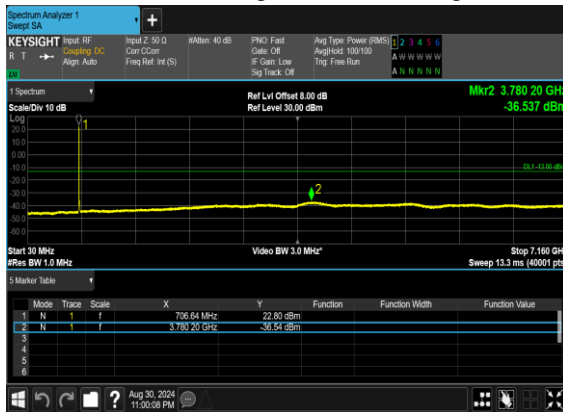 Spectrum Analyzer 1
Swept SA
+
KEYSIGHT Input: RF Input Z: 50 Ω #Atten: 40 dB PNO: Fast Avg Type: Power (RMS) 1 2 3 4 5 6
R T Coupling: DC Corr CCorr Gate: Off Avg|Hold: 100/100 A W W W W W
Align: Auto Freq Ref: Int (S) IF Gain: Low Trig: Free Run
LXI Sig Track: Off A N N N N N
1 Spectrum Ref Lvl Offset 8.00 dB Mkr2 3.780 20 GHz
Scale/Div 10 dB Ref Level 30.00 dBm -36.537 dBm
Log
20.0 1
10.0
0.00
-10.0 DL1 -13.00 dB
-20.0
-30.0 2
-40.0
-50.0
-60.0
Start 30 MHz Video BW 3.0 MHz* Stop 7.160 GH
#Res BW 1.0 MHz Sweep 13.3 ms (40001 pts
5 Marker Table
Mode Trace Scale X Y Function Function Width Function Value
1 N 1 f 706.64 MHz 22.80 dBm
2 N 1 f 3.780 20 GHz -36.54 dBm
3
4
5
6
? Aug 30, 2024
11:00:08 PM